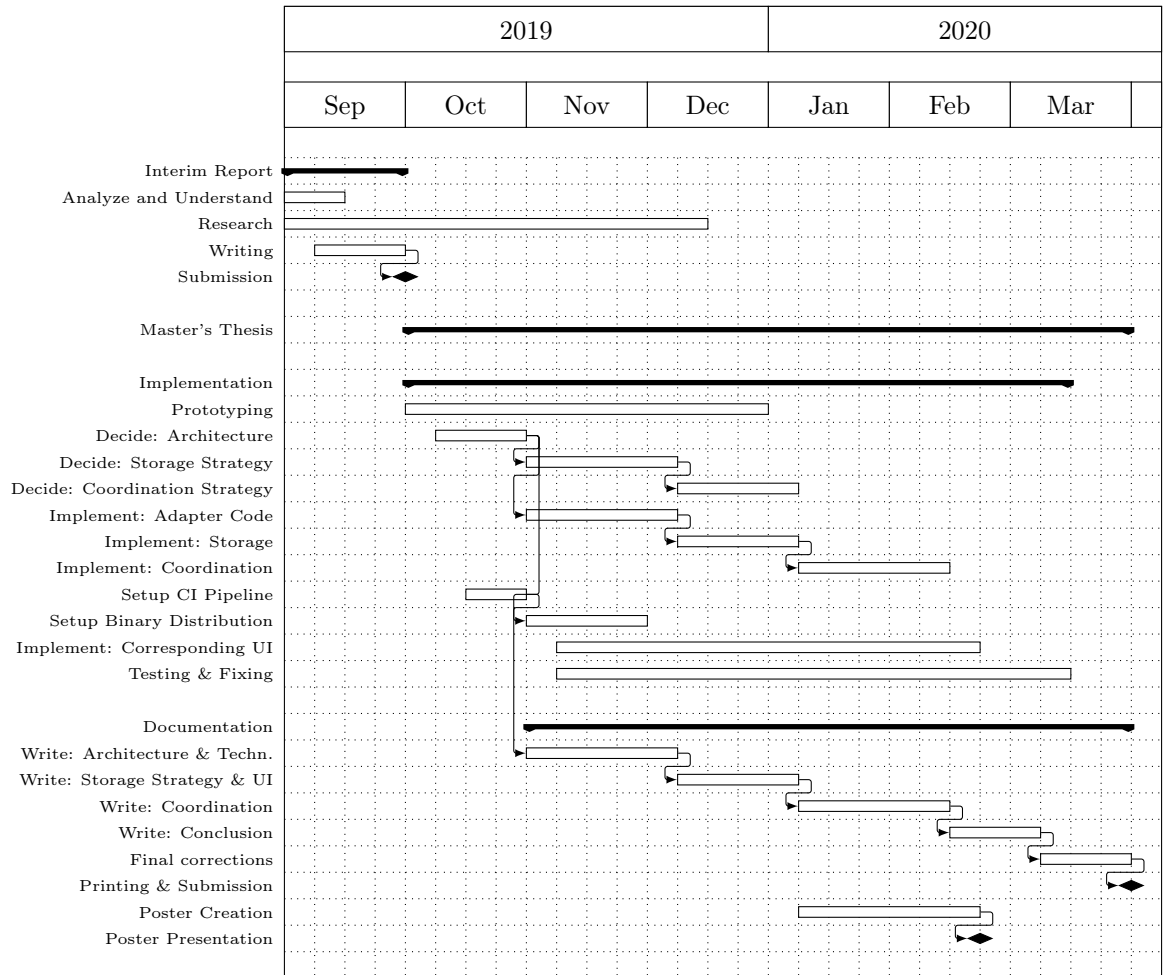 2019 2020
Sep Oct Nov Dec Jan Feb Mar
Interim Report
Analyze and Understand
Research
Writing
Submission
Master's Thesis
Implementation
Prototyping
Decide: Architecture
Decide: Storage Strategy
Decide: Coordination Strategy
Implement: Adapter Code
Implement: Storage
Implement: Coordination
Setup CI Pipeline
Setup Binary Distribution
Implement: Corresponding UI
Testing & Fixing
Documentation
Write: Architecture & Techn.
Write: Storage Strategy & UI
Write: Coordination
Write: Conclusion
Final corrections
Printing & Submission
Poster Creation
Poster Presentation